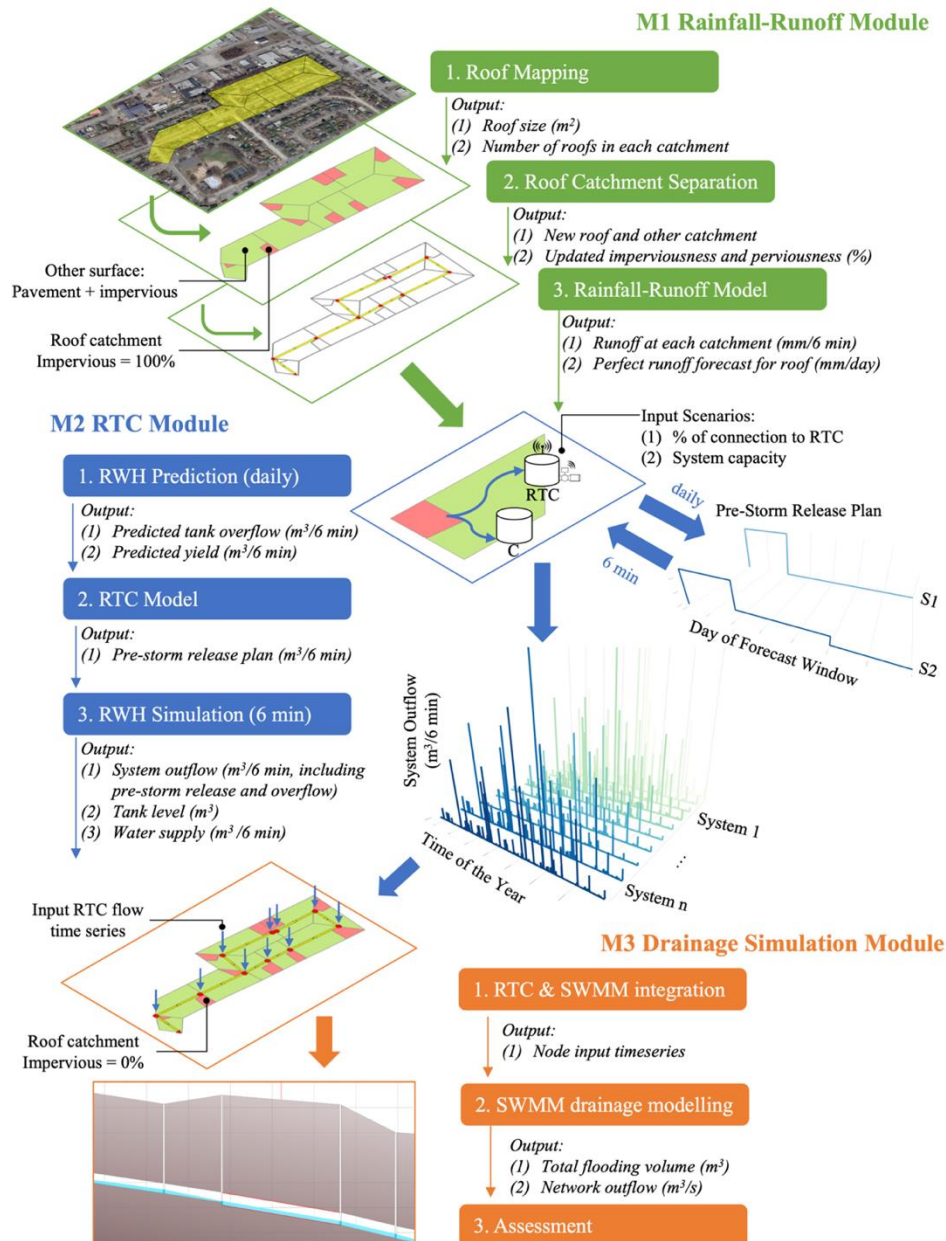 M1 Rainfall-Runoff Module
1. Roof Mapping
Output:
(1) Roof size (m²)
(2) Number of roofs in each catchment
2. Roof Catchment Separation
Output:
(1) New roof and other catchment
(2) Updated imperviousness and perviousness (%)
3. Rainfall-Runoff Model
Output:
(1) Runoff at each catchment (mm/6 min)
(2) Perfect runoff forecast for roof (mm/day)
Other surface:
Pavement + impervious
Roof catchment
Impervious = 100%
M2 RTC Module
1. RWH Prediction (daily)
Output:
(1) Predicted tank overflow (m³/6 min)
(2) Predicted yield (m³/6 min)
2. RTC Model
Output:
(1) Pre-storm release plan (m³/6 min)
3. RWH Simulation (6 min)
Output:
(1) System outflow (m³/6 min, including
pre-storm release and overflow)
(2) Tank level (m³)
(3) Water supply (m³/6 min)
Input Scenarios:
(1) % of connection to RTC
(2) System capacity
RTC
C
daily
6 min
Pre-Storm Release Plan
S1
S2
Day of Forecast Window
System Outflow
(m³/6 min)
Time of the Year
System 1
⋮
System n
Input RTC flow
time series
Roof catchment
Impervious = 0%
M3 Drainage Simulation Module
1. RTC & SWMM integration
Output:
(1) Node input timeseries
2. SWMM drainage modelling
Output:
(1) Total flooding volume (m³)
(2) Network outflow (m³/s)
3. Assessment